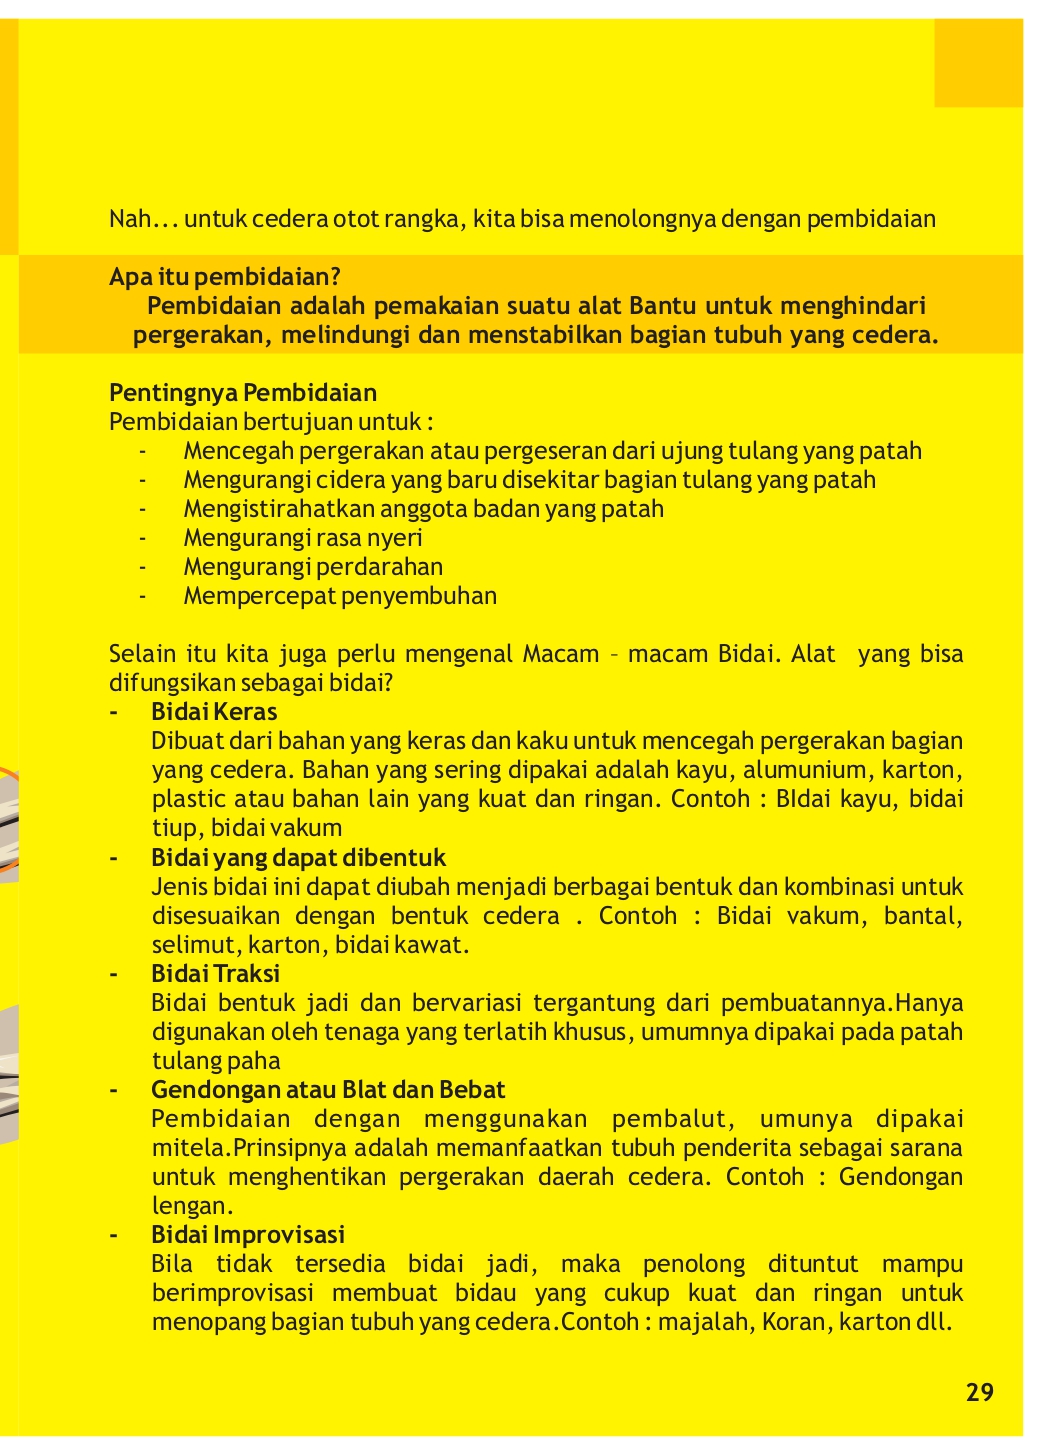 Nah... untuk cedera otot rangka, kita bisa menolongnya dengan pembidaian
Apa itu pembidaian?
Pembidaian adalah pemakaian suatu alat Bantu untuk menghindari
pergerakan, melindungi dan menstabilkan bagian tubuh yang cedera.
Pentingnya Pembidaian
Pembidaian bertujuan untuk :
- Mencegah pergerakan atau pergeseran dari ujung tulang yang patah
- Mengurangi cidera yang baru disekitar bagian tulang yang patah
- Mengistirahatkan anggota badan yang patah
- Mengurangi rasa nyeri
- Mengurangi perdarahan
- Mempercepat penyembuhan
Selain itu kita juga perlu mengenal Macam – macam Bidai. Alat yang bisa
difungsikan sebagai bidai?
- Bidai Keras
Dibuat dari bahan yang keras dan kaku untuk mencegah pergerakan bagian
yang cedera. Bahan yang sering dipakai adalah kayu, alumunium, karton,
plastic atau bahan lain yang kuat dan ringan. Contoh : BIdai kayu, bidai
tiup, bidai vakum
- Bidai yang dapat dibentuk
Jenis bidai ini dapat diubah menjadi berbagai bentuk dan kombinasi untuk
disesuaikan dengan bentuk cedera . Contoh : Bidai vakum, bantal,
selimut, karton, bidai kawat.
- Bidai Traksi
Bidai bentuk jadi dan bervariasi tergantung dari pembuatannya.Hanya
digunakan oleh tenaga yang terlatih khusus, umumnya dipakai pada patah
tulang paha
- Gendongan atau Blat dan Bebat
Pembidaian dengan menggunakan pembalut, umunya dipakai
mitela.Prinsipnya adalah memanfaatkan tubuh penderita sebagai sarana
untuk menghentikan pergerakan daerah cedera. Contoh : Gendongan
lengan.
- Bidai Improvisasi
Bila tidak tersedia bidai jadi, maka penolong dituntut mampu
berimprovisasi membuat bidau yang cukup kuat dan ringan untuk
menopang bagian tubuh yang cedera.Contoh : majalah, Koran, karton dll.
29